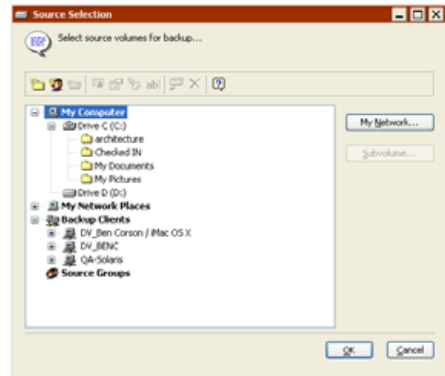 Source Selection
Select source volumes for backup...
abl
My Computer
My Network...
Drive C (C:)
architecture
Subvolume...
Checked IN
My Documents
My Pictures
Drive D (D:)
My Network Places
Backup Clients
DV_Ben Corson / iMac OS X
DV_BENC
QA-Solaris
Source Groups
OK Cancel